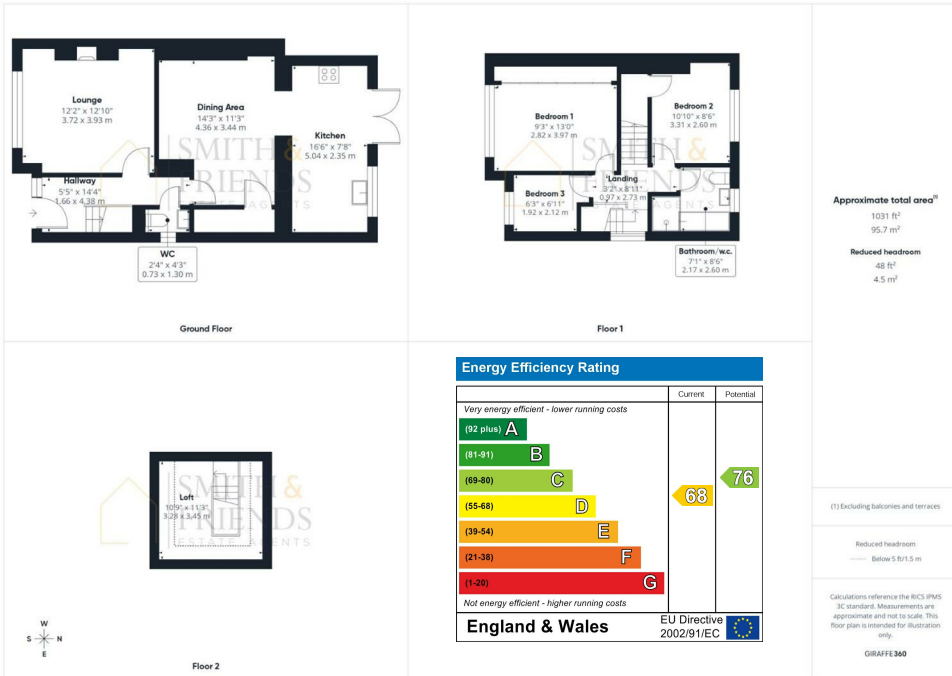 Lounge
12'2" x 12'10"
3.72 x 3.93 m
Dining Area
14'3" x 11'3"
4.36 x 3.44 m
Kitchen
16'6" x 7'8"
5.04 x 2.35 m
Hallway
5'5" x 14'4"
1.66 x 4.38 m
WC
2'4" x 4'3"
0.73 x 1.30 m
SMITH &
FRIENDS
ESTATE AGENTS
Ground Floor
Bedroom 1
9'3" x 13'0"
2.82 x 3.97 m
Bedroom 2
10'10" x 8'6"
3.31 x 2.60 m
Landing
3'2" x 8'11"
0.97 x 2.73 m
Bedroom 3
6'3" x 6'11"
1.92 x 2.12 m
Bathroom/w.c.
7'1" x 8'6"
2.17 x 2.60 m
SMITH &
FRIENDS
ESTATE AGENTS
Floor 1
Approximate total area(1)
1031 ft²
95.7 m²
Reduced headroom
48 ft²
4.5 m²
Loft
10'9" x 11'3"
3.28 x 3.45 m
SMITH &
FRIENDS
ESTATE AGENTS
W
S N
E
Floor 2
Energy Efficiency Rating
Current Potential
Very energy efficient - lower running costs
(92 plus) A
(81-91) B
(69-80) C
(55-68) D
(39-54) E
(21-38) F
(1-20) G
68
76
Not energy efficient - higher running costs
England & Wales
EU Directive
2002/91/EC
(1) Excluding balconies and terraces
Reduced headroom
Below 5 ft/1.5 m
Calculations reference the RICS IPMS
3C standard. Measurements are
approximate and not to scale. This
floor plan is intended for illustration
only.
GIRAFFE360